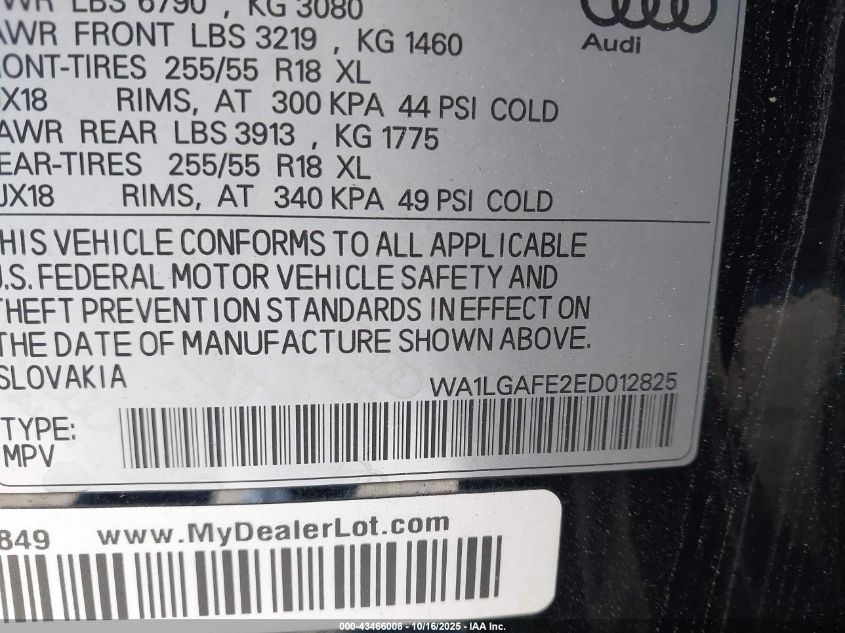 LBS 6790 , KG 3080
AWR FRONT LBS 3219 , KG 1460
ONT-TIRES 255/55 R18 XL
X18 RIMS, AT 300 KPA 44 PSI COLD
AWR REAR LBS 3913 , KG 1775
EAR-TIRES 255/55 R18 XL
JX18 RIMS, AT 340 KPA 49 PSI COLD
Audi
THIS VEHICLE CONFORMS TO ALL APPLICABLE
U.S. FEDERAL MOTOR VEHICLE SAFETY AND
THEFT PREVENTION STANDARDS IN EFFECT ON
THE DATE OF MANUFACTURE SHOWN ABOVE.
SLOVAKIA
WA1LGAFE2ED012825
TYPE:
MPV
849 www.MyDealerLot.com
000-43466008 - 10/16/2025 - IAA Inc.